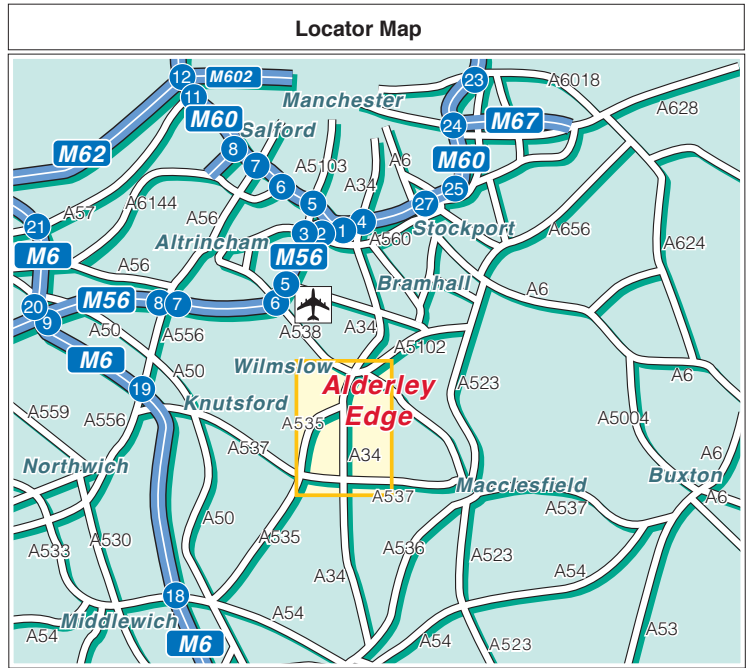 Locator Map
12
M602
23
A6018
11
Manchester
A628
M60
24
M67
Salford
M62
8
7
A5103
A6
M60
6
A34
25
A6144
5
27
A57
A56
4
21
3
2
1
Stockport
A656
Altrincham
A560
A624
M6
M56
A56
5
Bramhall
A6
20
M56
8
7
6
9
A50
A556
A538
A34
A5102
M6
A50
Wilmslow
A6
19
Alderley
A523
Knutsford
Edge
A559
A556
A535
A5004
A537
A34
A6
Northwich
Macclesfield
Buxton
A537
A537
A6
A50
A533
A530
A535
A536
A523
A34
A54
18
Middlewich
A54
A53
A54
M6
A54
A523